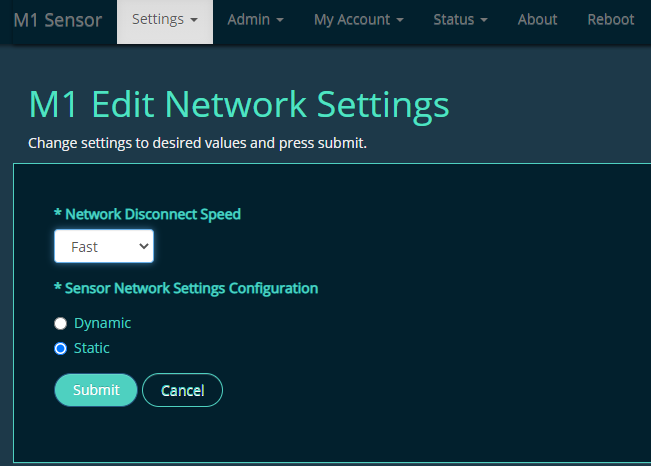 M1 Sensor Settings Admin My Account Status About Reboot
M1 Edit Network Settings
Change settings to desired values and press submit.
* Network Disconnect Speed
Fast
* Sensor Network Settings Configuration
Dynamic
Static
Submit Cancel